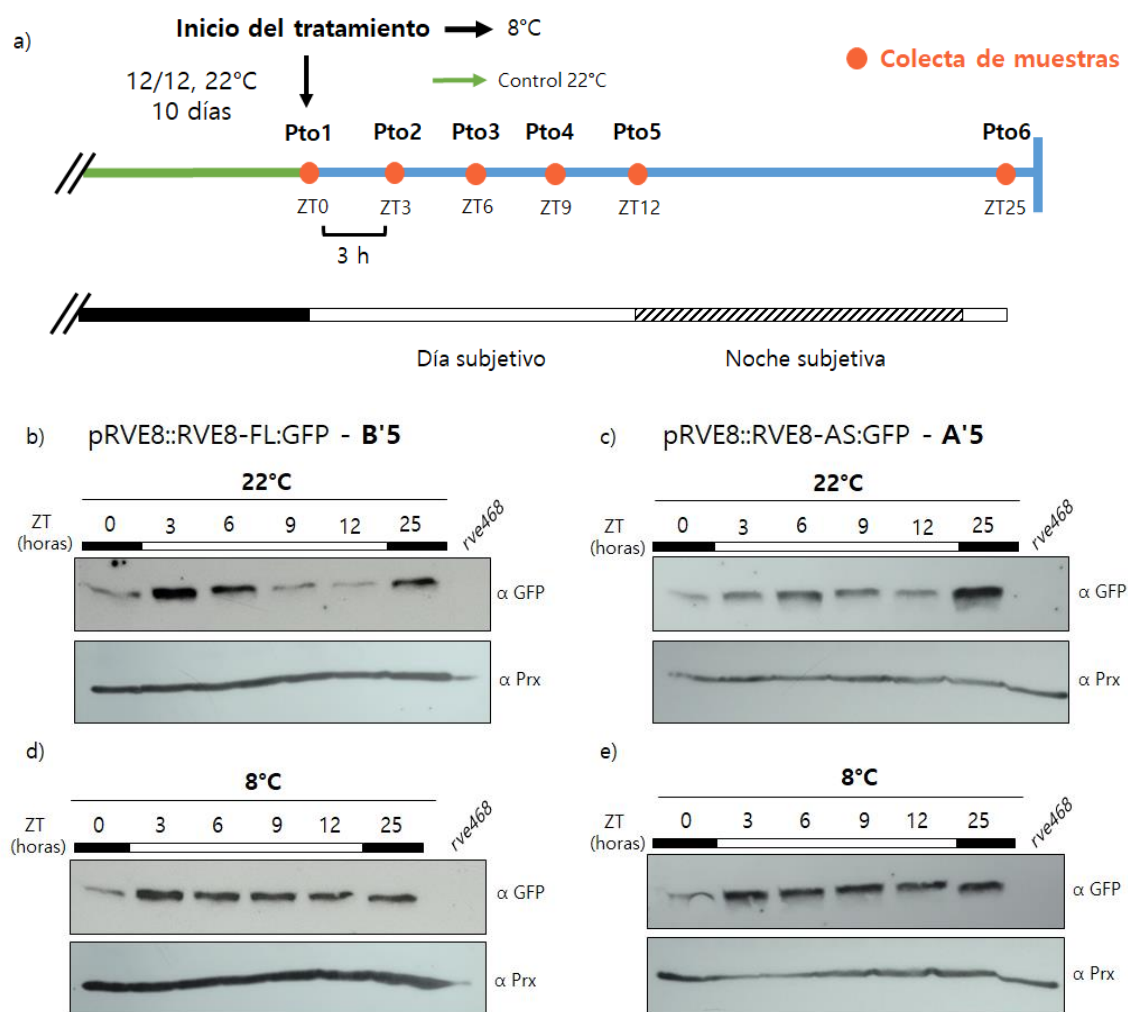 a)
Inicio del tratamiento
8°C
Colecta de muestras
12/12, 22°C
10 días
Control 22°C
Pto1 Pto2 Pto3 Pto4 Pto5 Pto6
ZT0 ZT3 ZT6 ZT9 ZT12 ZT25
3 h
Día subjetivo Noche subjetiva
b) pRVE8::RVE8-FL:GFP - B'5
22°C
ZT
(horas)
0 3 6 9 12 25 rve468
α GFP
α Prx
c) pRVE8::RVE8-AS:GFP - A'5
22°C
ZT
(horas)
0 3 6 9 12 25 rve468
α GFP
α Prx
d)
8°C
ZT
(horas)
0 3 6 9 12 25 rve468
α GFP
α Prx
e)
8°C
ZT
(horas)
0 3 6 9 12 25 rve468
α GFP
α Prx